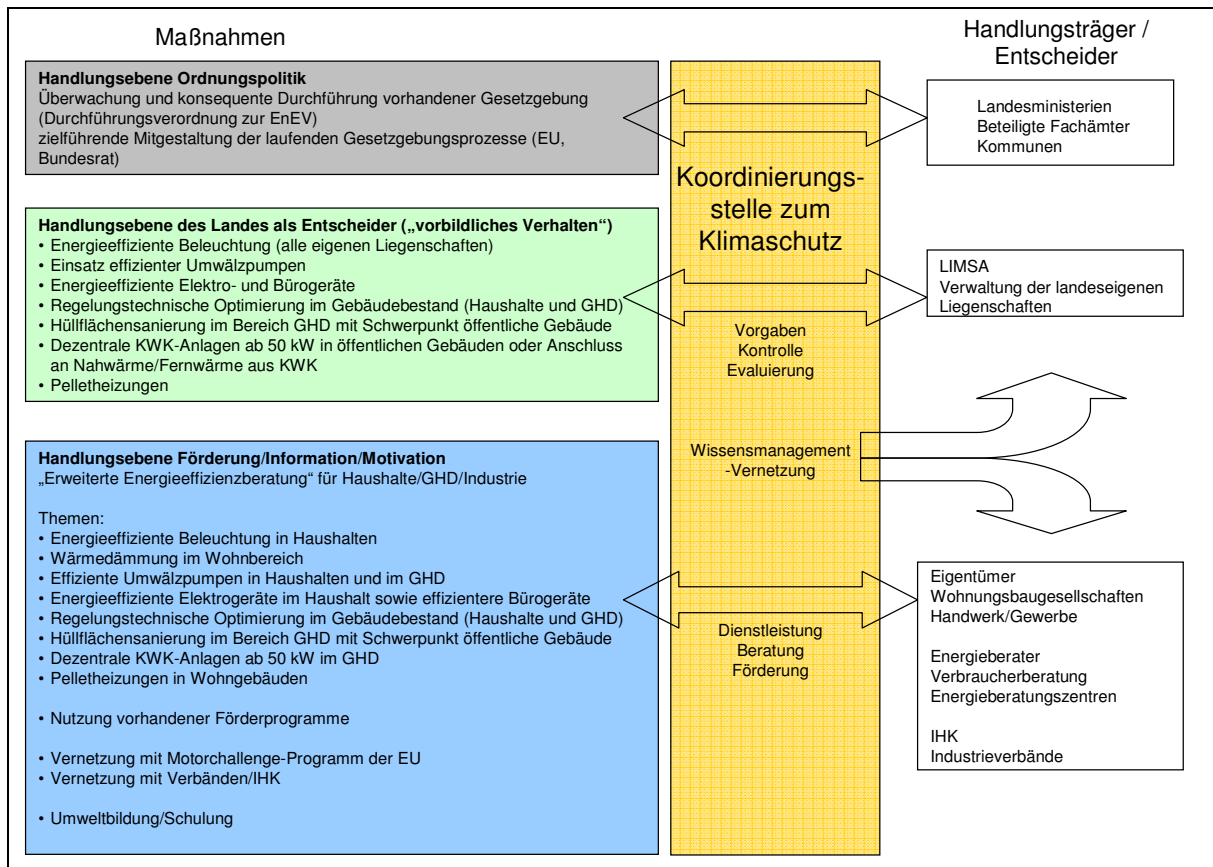 Maßnahmen
Handlungsebene Ordnungspolitik
Überwachung und konsequente Durchführung vorhandener Gesetzgebung
(Durchführungsverordnung zur EnEV)
zielführende Mitgestaltung der laufenden Gesetzgebungsprozesse (EU,
Bundesrat)
Handlungsebene des Landes als Entscheider („vorbildliches Verhalten“)
• Energieeffiziente Beleuchtung (alle eigenen Liegenschaften)
• Einsatz effizienter Umwälzpumpen
• Energieeffiziente Elektro- und Bürogeräte
• Regelungstechnische Optimierung im Gebäudebestand (Haushalte und GHD)
• Hüllflächensanierung im Bereich GHD mit Schwerpunkt öffentliche Gebäude
• Dezentrale KWK-Anlagen ab 50 kW in öffentlichen Gebäuden oder Anschluss
an Nahwärme/Fernwärme aus KWK
• Pelletheizungen
Handlungsebene Förderung/Information/Motivation
„Erweiterte Energieeffizienzberatung“ für Haushalte/GHD/Industrie
Themen:
• Energieeffiziente Beleuchtung in Haushalten
• Wärmedämmung im Wohnbereich
• Effiziente Umwälzpumpen in Haushalten und im GHD
• Energieeffiziente Elektrogeräte im Haushalt sowie effizientere Bürogeräte
• Regelungstechnische Optimierung im Gebäudebestand (Haushalte und GHD)
• Hüllflächensanierung im Bereich GHD mit Schwerpunkt öffentliche Gebäude
• Dezentrale KWK-Anlagen ab 50 kW im GHD
• Pelletheizungen in Wohngebäuden
• Nutzung vorhandener Förderprogramme
• Vernetzung mit Motorchallenge-Programm der EU
• Vernetzung mit Verbänden/IHK
• Umweltbildung/Schulung
Koordinierungs-
stelle zum
Klimaschutz
Vorgaben
Kontrolle
Evaluierung
Wissensmanagement
-Vernetzung
Dienstleistung
Beratung
Förderung
Handlungsträger /
Entscheider
Landesministerien
Beteiligte Fachämter
Kommunen
LIMSA
Verwaltung der landeseigenen
Liegenschaften
Eigentümer
Wohnungsbaugesellschaften
Handwerk/Gewerbe
Energieberater
Verbraucherberatung
Energieberatungszentren
IHK
Industrieverbände